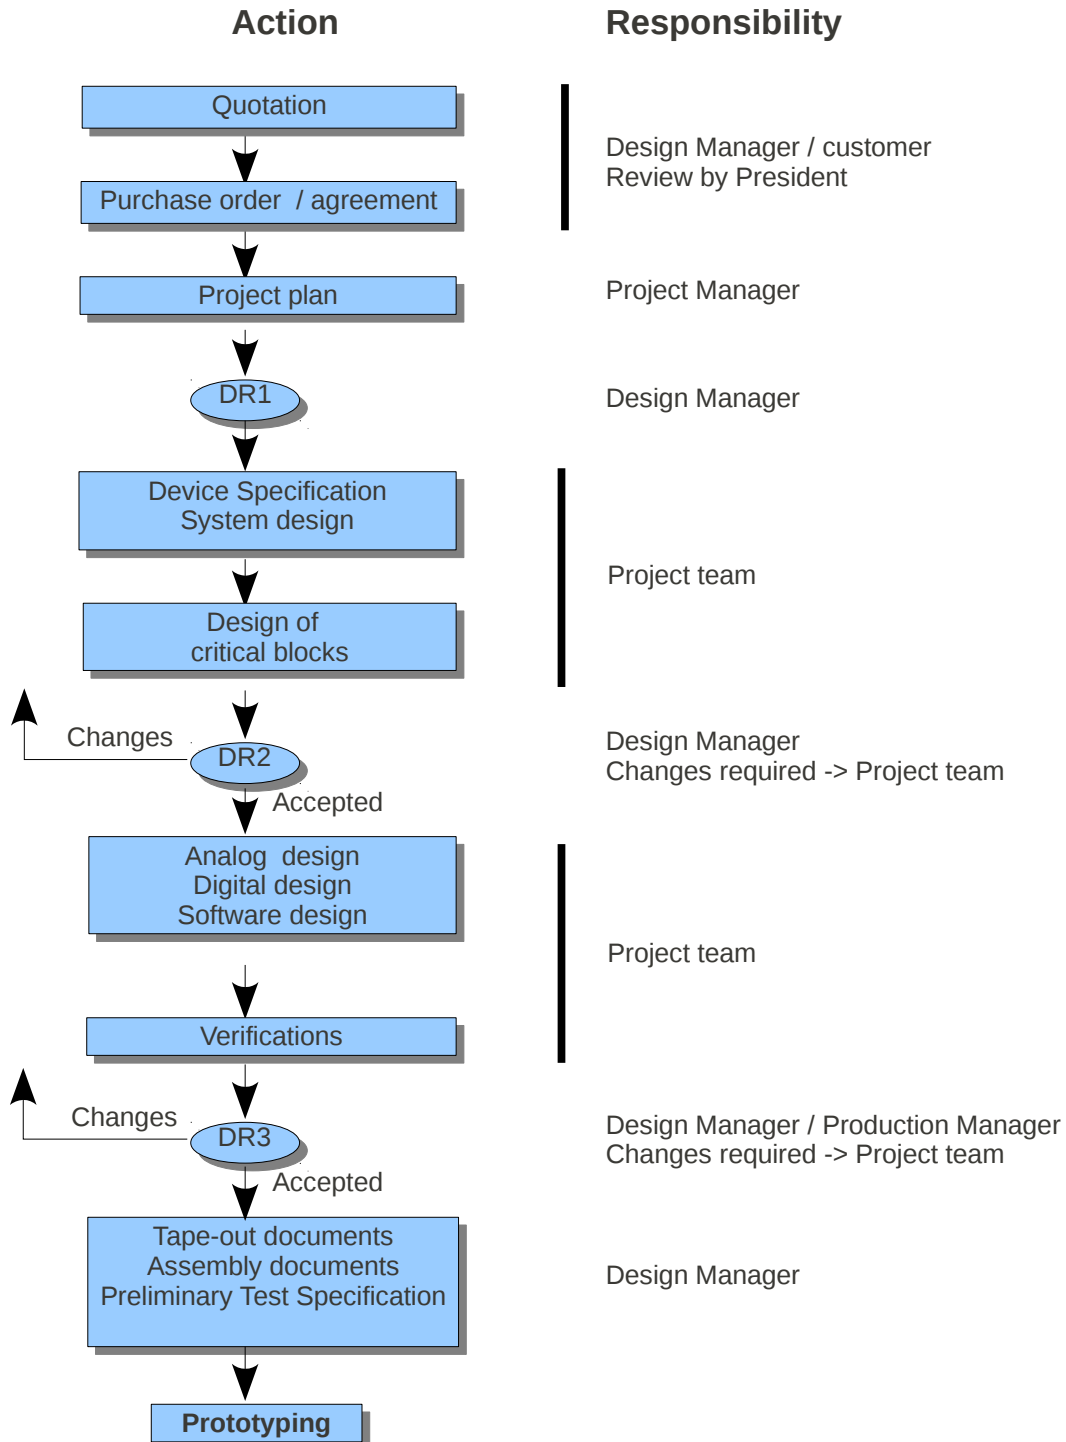 Action
Responsibility
Quotation
Design Manager / customer
Review by President
Purchase order / agreement
Project plan
Project Manager
DR1
Design Manager
Device Specification
System design
Project team
Design of
critical blocks
Changes
DR2
Design Manager
Changes required -> Project team
Accepted
Analog design
Digital design
Software design
Project team
Verifications
Changes
DR3
Design Manager / Production Manager
Changes required -> Project team
Accepted
Tape-out documents
Assembly documents
Preliminary Test Specification
Design Manager
Prototyping